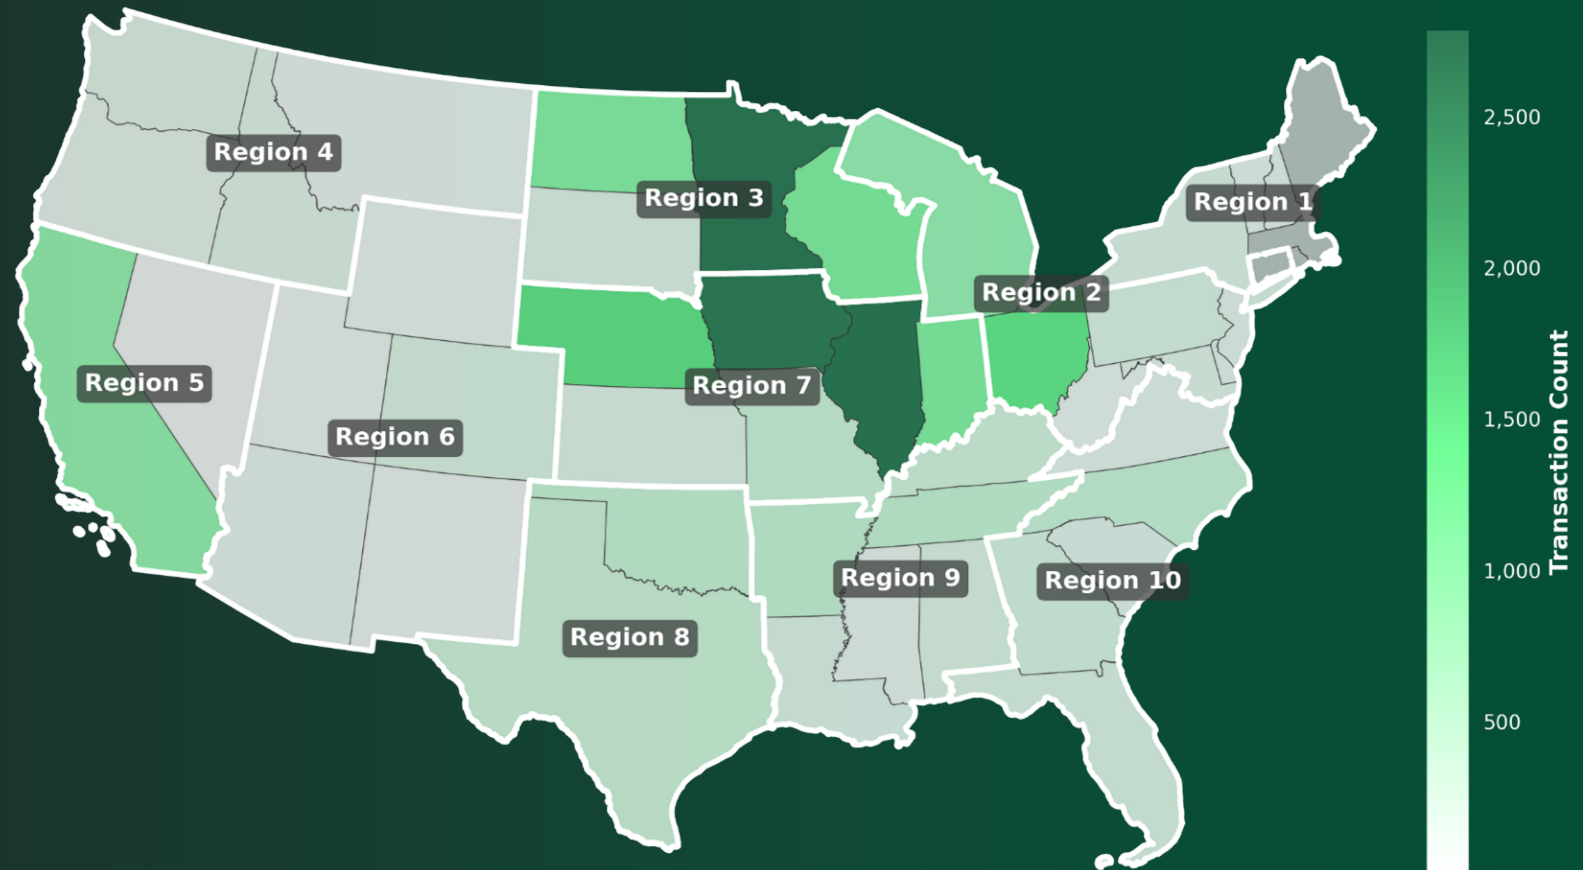 2,500
Region 4
Region 3
Region 1
2,000
Region 2
Region 5
Region 7
1,500
Region 6
Transaction Count
Region 9
Region 10
1,000
Region 8
500